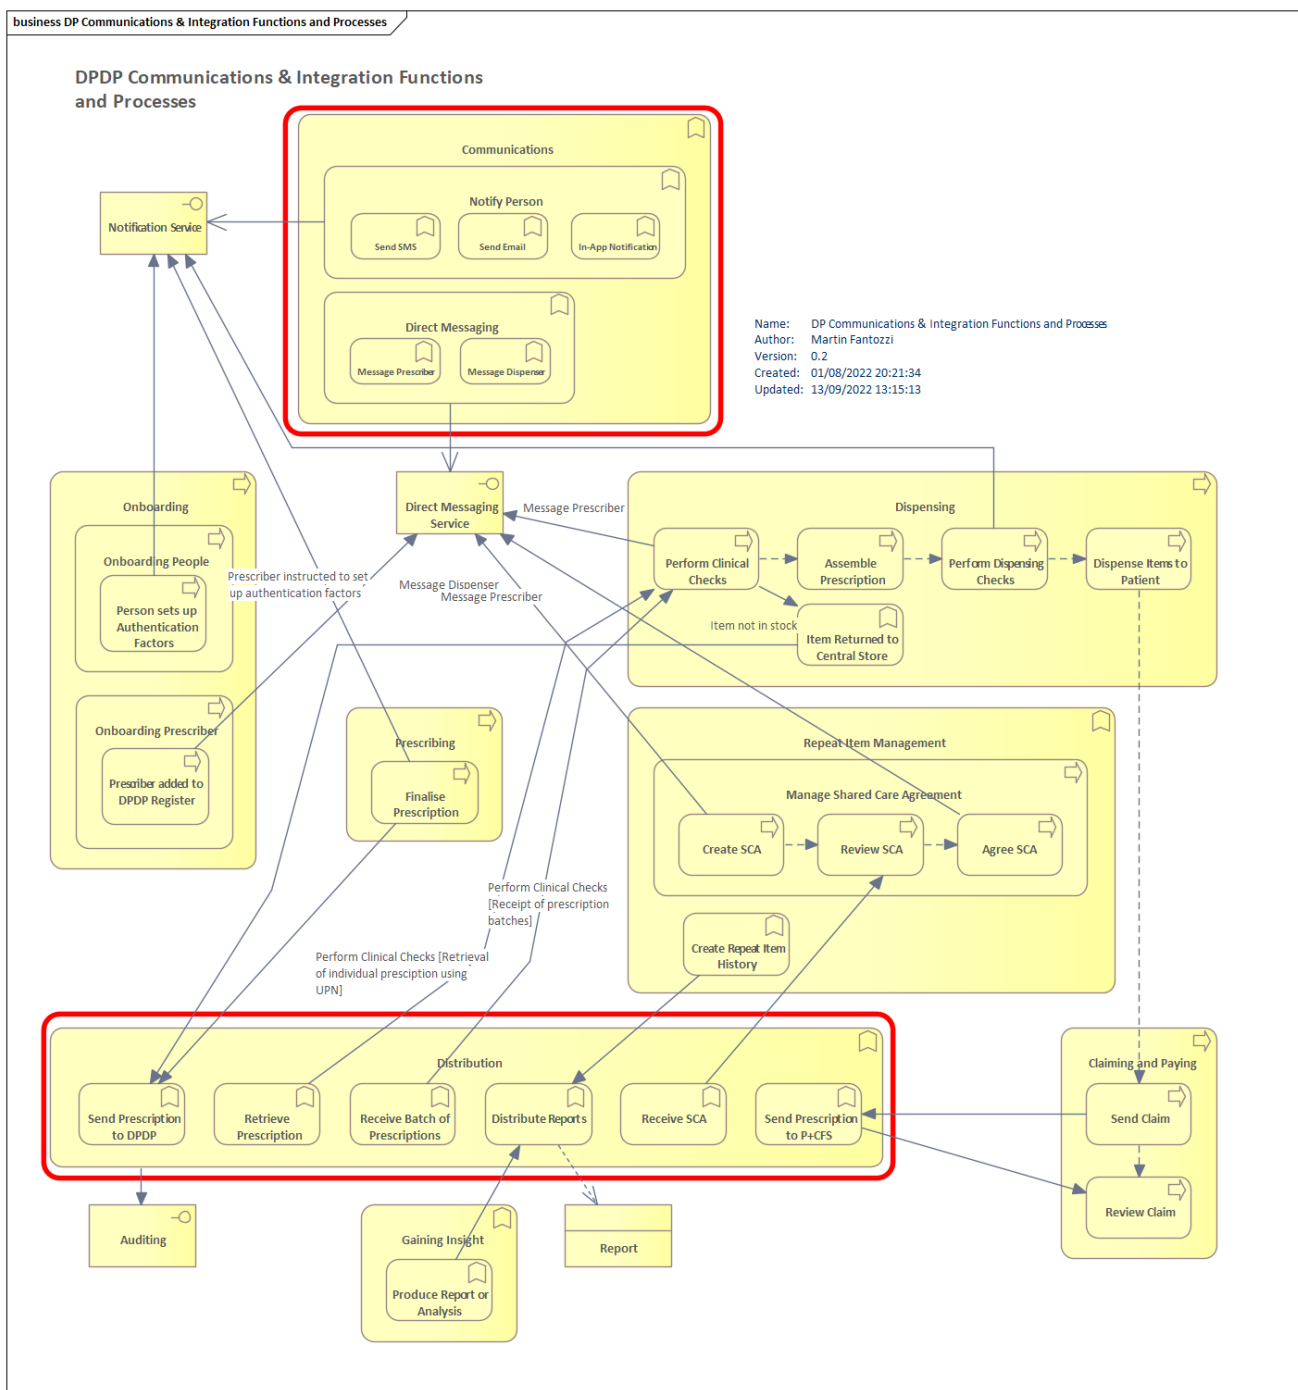 business DP Communications & Integration Functions and Processes
DPDP Communications & Integration Functions
and Processes
Communications
Notify Person
Send SMS
Send Email
In-App Notification
Notification Service
Direct Messaging
Message Prescriber
Message Dispenser
Name: DP Communications & Integration Functions and Processes
Author: Martin Fantozzi
Version: 0.2
Created: 01/08/2022 20:21:34
Updated: 13/09/2022 13:15:13
Onboarding
Onboarding People
Person sets up
Authentication
Factors
Onboarding Prescriber
Prescriber added to
DPDP Register
Prescriber instructed to set
up authentication factors
Direct Messaging
Service
Message Prescriber
Message Dispenser
Message Prescriber
Dispensing
Perform Clinical
Checks
Assemble
Prescription
Perform Dispensing
Checks
Dispense Items to
Patient
Item not in stock
Item Returned to
Central Store
Prescribing
Finalise
Prescription
Repeat Item Management
Manage Shared Care Agreement
Create SCA
Review SCA
Agree SCA
Create Repeat Item
History
Perform Clinical Checks
[Receipt of prescription
batches]
Perform Clinical Checks [Retrieval
of individual presciption using
UPN]
Distribution
Send Prescription
to DPDP
Retrieve
Prescription
Receive Batch of
Prescriptions
Distribute Reports
Receive SCA
Send Prescription
to P+CFS
Claiming and Paying
Send Claim
Review Claim
Auditing
Gaining Insight
Produce Report or
Analysis
Report